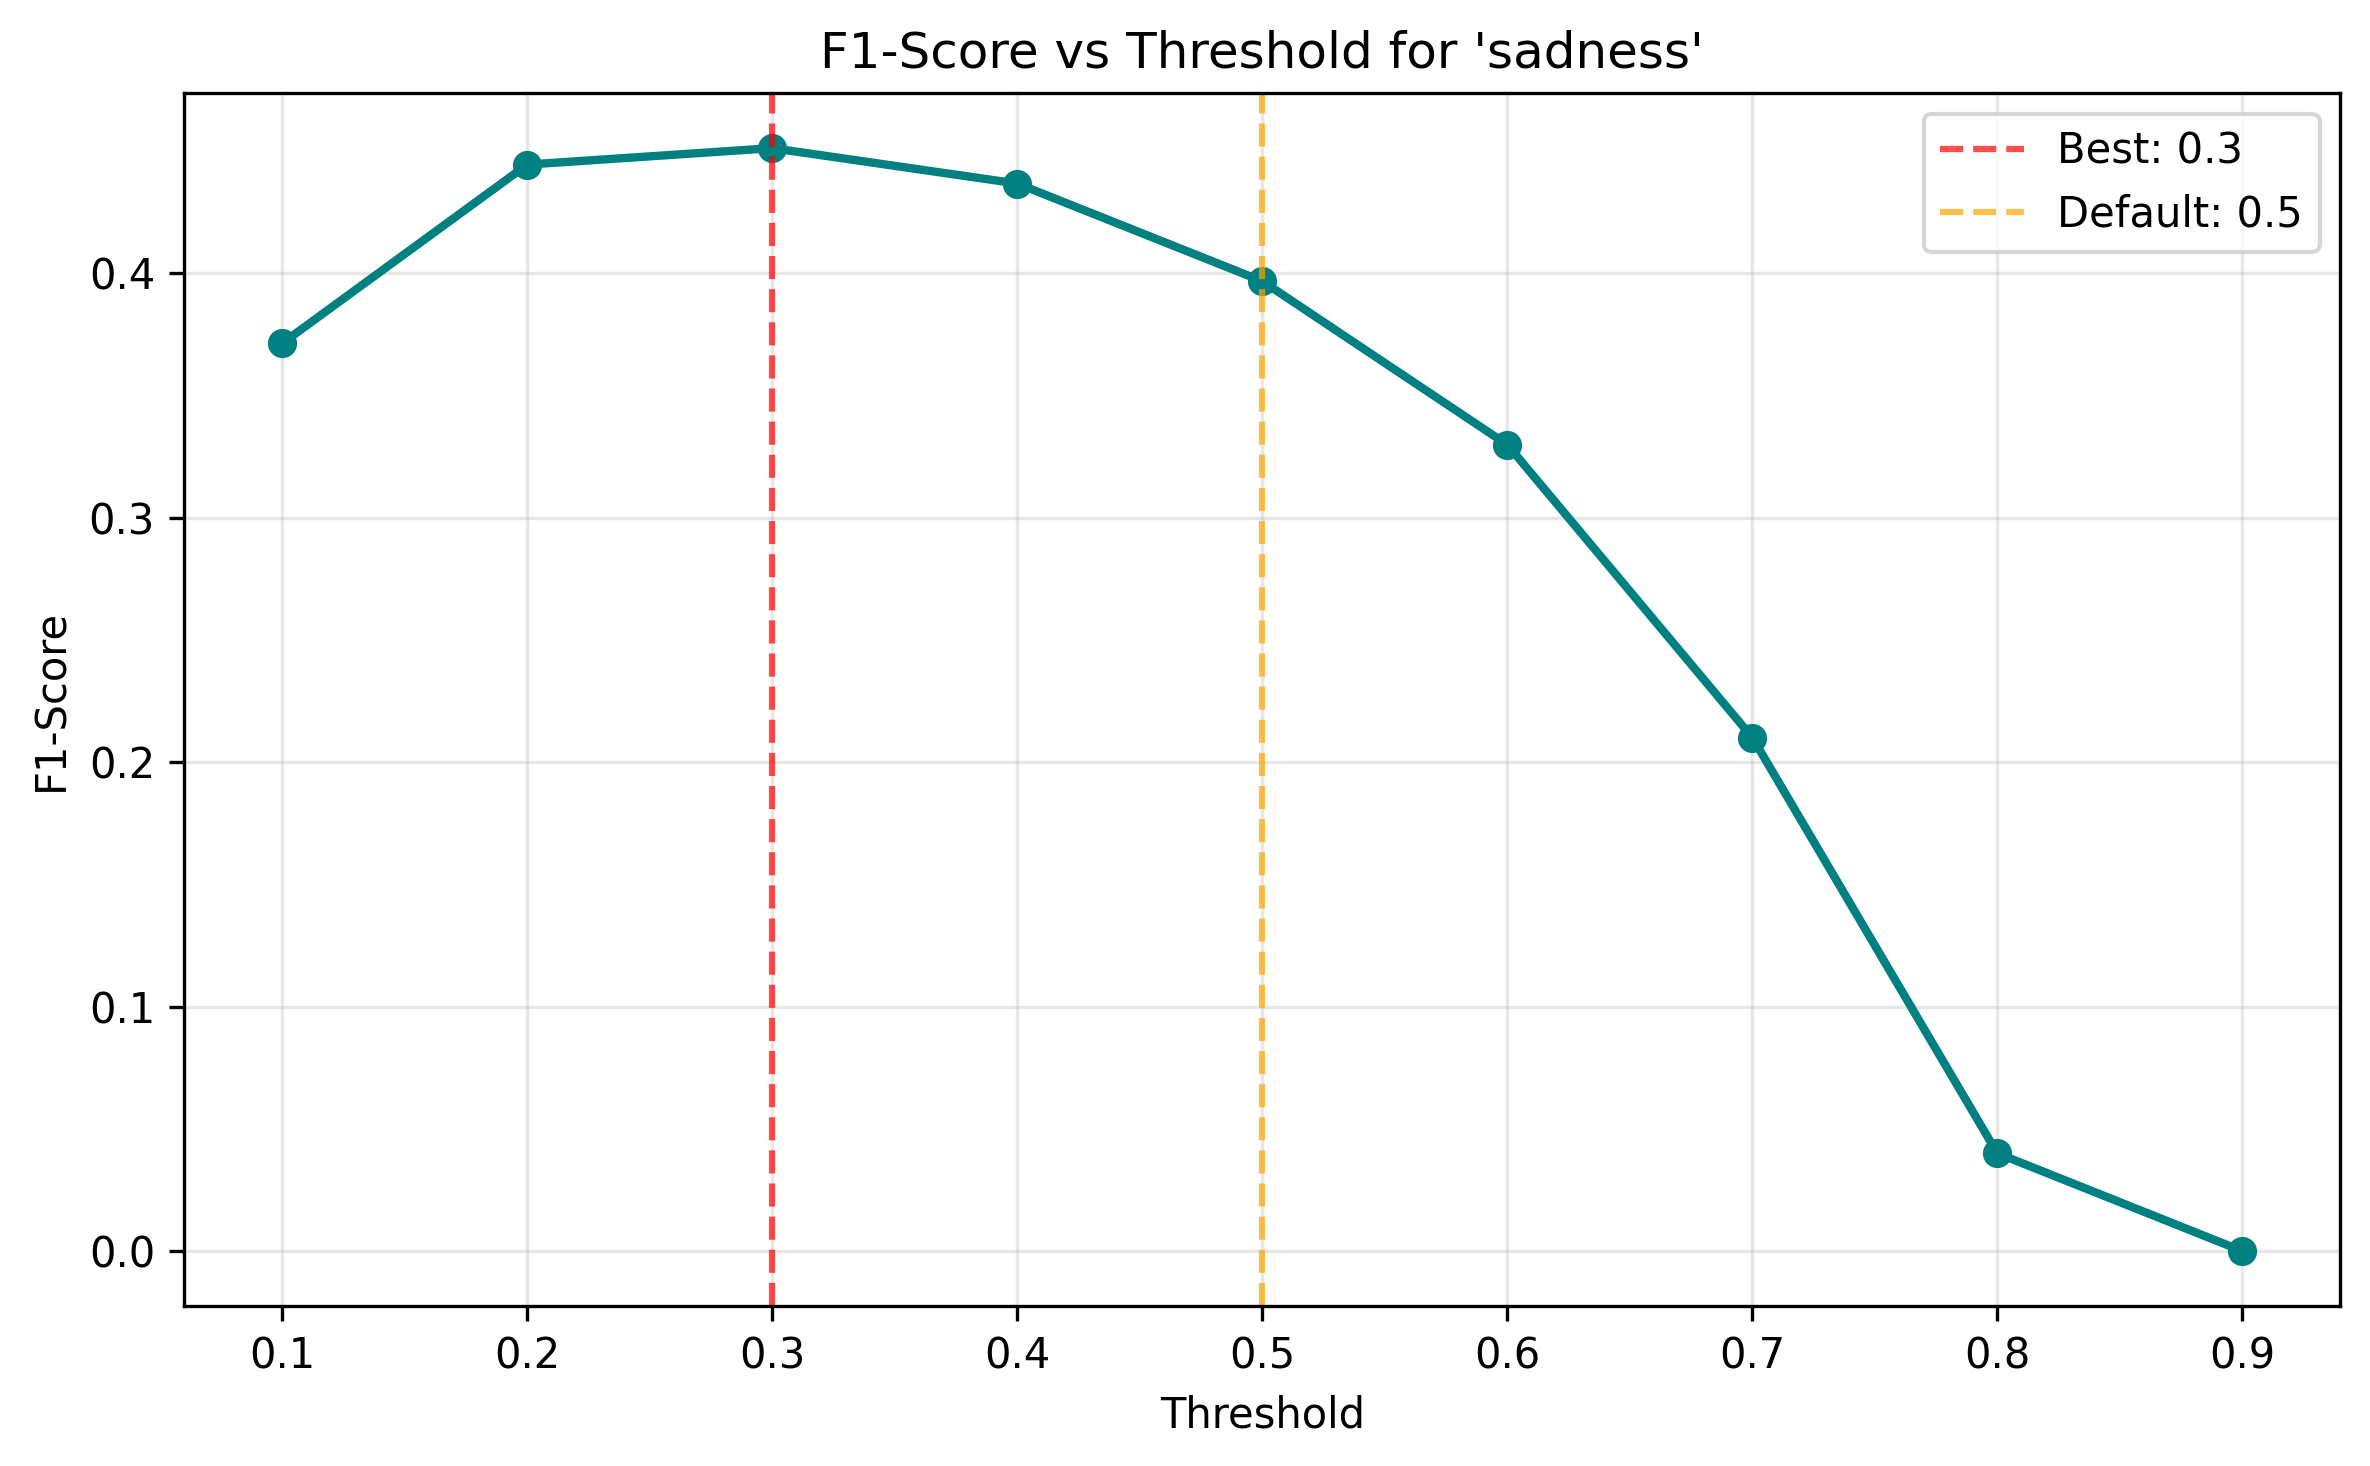 F1-Score vs Threshold for 'sadness'
Best: 0.3
Default: 0.5
F1-Score
0.4
0.3
0.2
0.1
0.0
0.1 0.2 0.3 0.4 0.5 0.6 0.7 0.8 0.9
Threshold